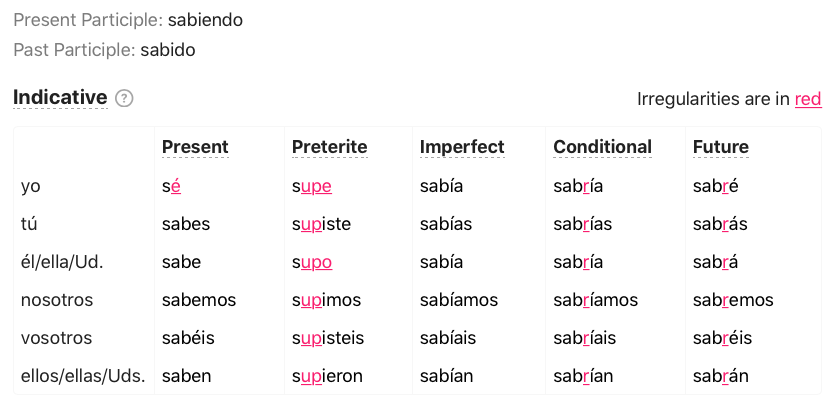 Present Participle: sabiendo
Past Participle: sabido
Indicative ? Irregularities are in red
Present Preterite Imperfect Conditional Future
yo sé supe sabía sabría sabré
tú sabes supiste sabías sabrías sabrás
él/ella/Ud. sabe supo sabía sabría sabrá
nosotros sabemos supimos sabíamos sabríamos sabremos
vosotros sabéis supisteis sabíais sabríais sabréis
ellos/ellas/Uds. saben supieron sabían sabrían sabrán